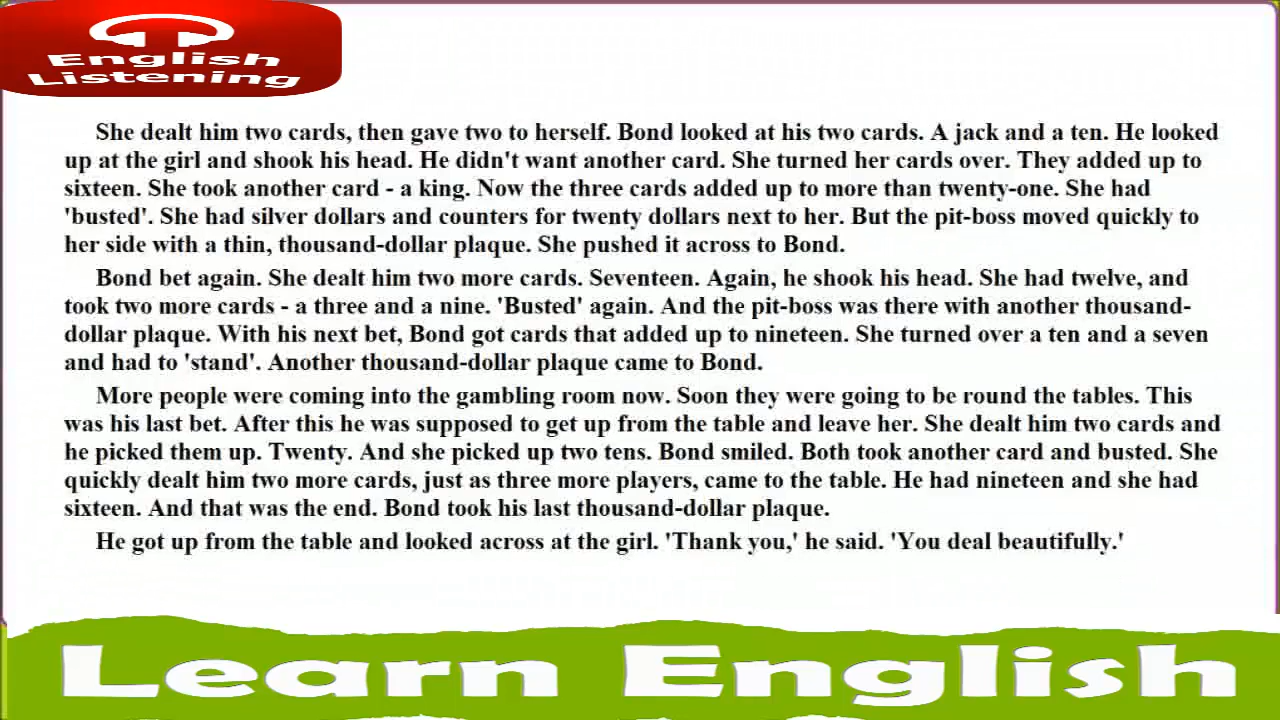 English
Listening
She dealt him two cards, then gave two to herself. Bond looked at his two cards. A jack and a ten. He looked
up at the girl and shook his head. He didn't want another card. She turned her cards over. They added up to
sixteen. She took another card - a king. Now the three cards added up to more than twenty-one. She had
'busted'. She had silver dollars and counters for twenty dollars next to her. But the pit-boss moved quickly to
her side with a thin, thousand-dollar plaque. She pushed it across to Bond.
Bond bet again. She dealt him two more cards. Seventeen. Again, he shook his head. She had twelve, and
took two more cards - a three and a nine. 'Busted' again. And the pit-boss was there with another thousand-
dollar plaque. With his next bet, Bond got cards that added up to nineteen. She turned over a ten and a seven
and had to 'stand'. Another thousand-dollar plaque came to Bond.
More people were coming into the gambling room now. Soon they were going to be round the tables. This
was his last bet. After this he was supposed to get up from the table and leave her. She dealt him two cards and
he picked them up. Twenty. And she picked up two tens. Bond smiled. Both took another card and busted. She
quickly dealt him two more cards, just as three more players, came to the table. He had nineteen and she had
sixteen. And that was the end. Bond took his last thousand-dollar plaque.
He got up from the table and looked across at the girl. 'Thank you,' he said. 'You deal beautifully.'
Learn English